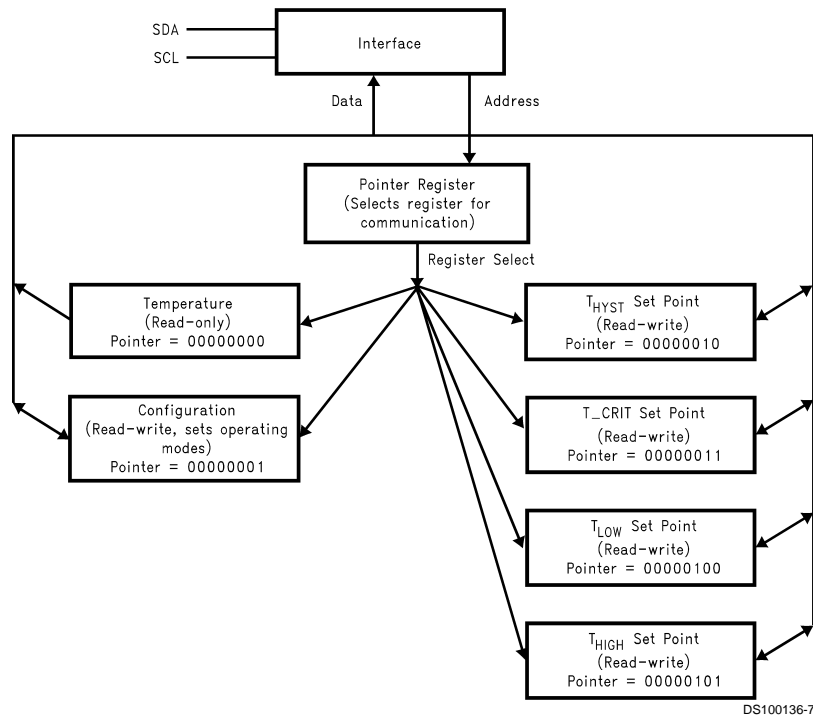 SDA
SCL
Interface
Data
Address
Pointer Register
(Selects register for
communication)
Register Select
Temperature
(Read-only)
Pointer = 00000000
Configuration
(Read-write, sets operating
modes)
Pointer = 00000001
THYST Set Point
(Read-write)
Pointer = 00000010
T_CRIT Set Point
(Read-write)
Pointer = 00000011
TLOW Set Point
(Read-write)
Pointer = 00000100
THIGH Set Point
(Read-write)
Pointer = 00000101
DS100136-7